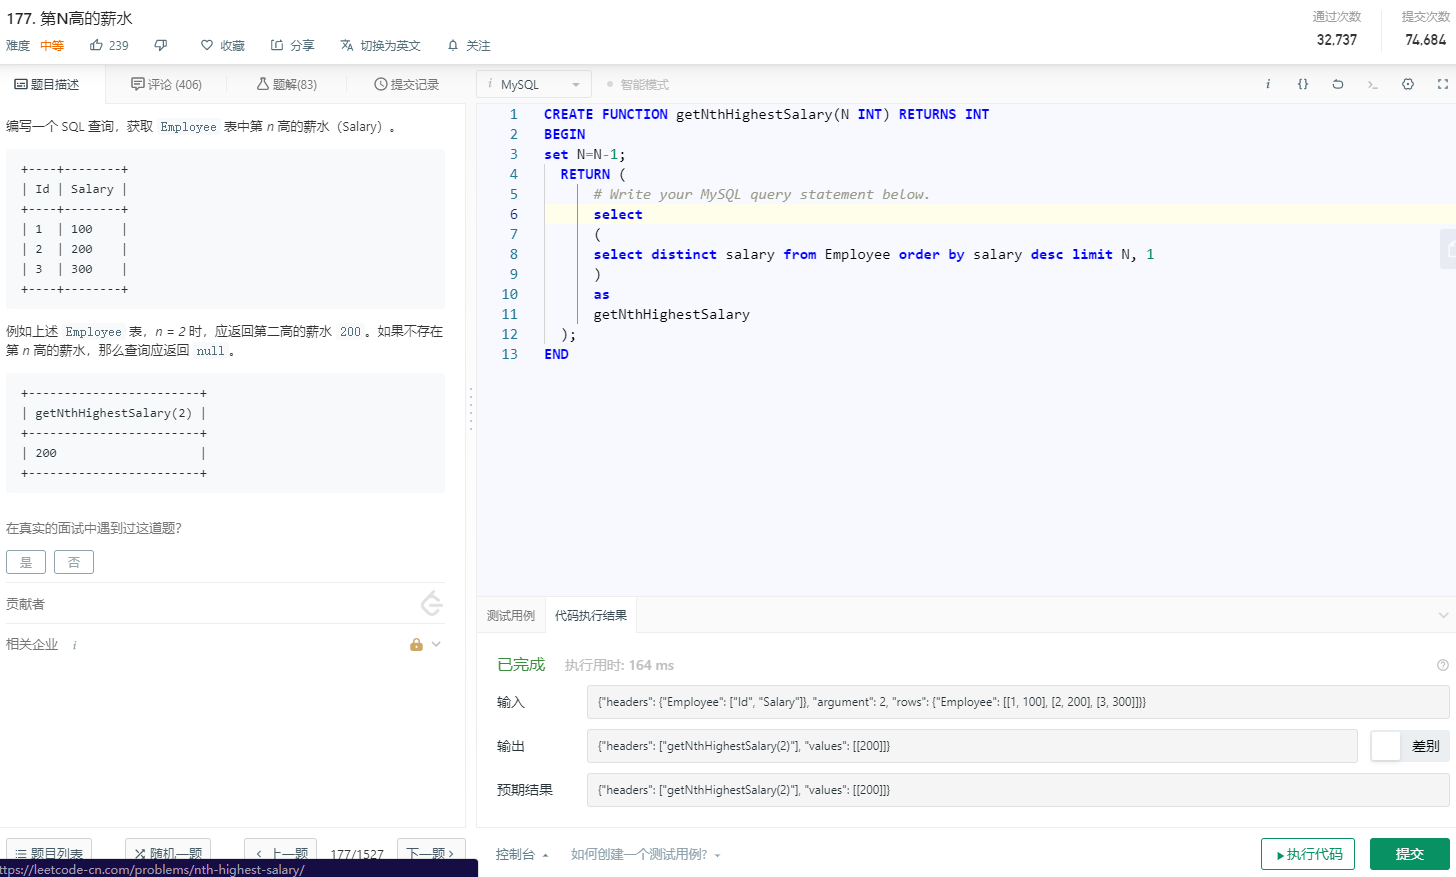 177. 第N高的薪水
难度 中等 239 收藏 分享 切换为英文 关注
通过次数 提交次数
32,737 74,684
题目描述 评论 (406) 题解(83) 提交记录
编写一个 SQL 查询，获取 Employee 表中第 n 高的薪水（Salary）。
+----+--------+
| Id | Salary |
+----+--------+
| 1  | 100    |
| 2  | 200    |
| 3  | 300    |
+----+--------+
例如上述 Employee 表，n = 2 时，应返回第二高的薪水 200。如果不存在
第 n 高的薪水，那么查询应返回 null。
+------------------------+
| getNthHighestSalary(2) |
+------------------------+
| 200                    |
+------------------------+
在真实的面试中遇到过这道题？
是 否
贡献者
相关企业 i
题目列表 随机一题 上一题 177/1527 下一题
ttps://leetcode-cn.com/problems/nth-highest-salary/
i MySQL 智能模式 i {}
1 CREATE FUNCTION getNthHighestSalary(N INT) RETURNS INT
2 BEGIN
3 set N=N-1;
4 RETURN (
5 # Write your MySQL query statement below.
6 select
7 (
8 select distinct salary from Employee order by salary desc limit N, 1
9 )
10 as
11 getNthHighestSalary
12 );
13 END
测试用例 代码执行结果
已完成 执行用时: 164 ms
输入 {"headers": {"Employee": ["Id", "Salary"]}, "argument": 2, "rows": {"Employee": [[1, 100], [2, 200], [3, 300]]}}
输出 {"headers": ["getNthHighestSalary(2)"], "values": [[200]]} 差别
预期结果 {"headers": ["getNthHighestSalary(2)"], "values": [[200]]}
控制台 如何创建一个测试用例? 执行代码 提交